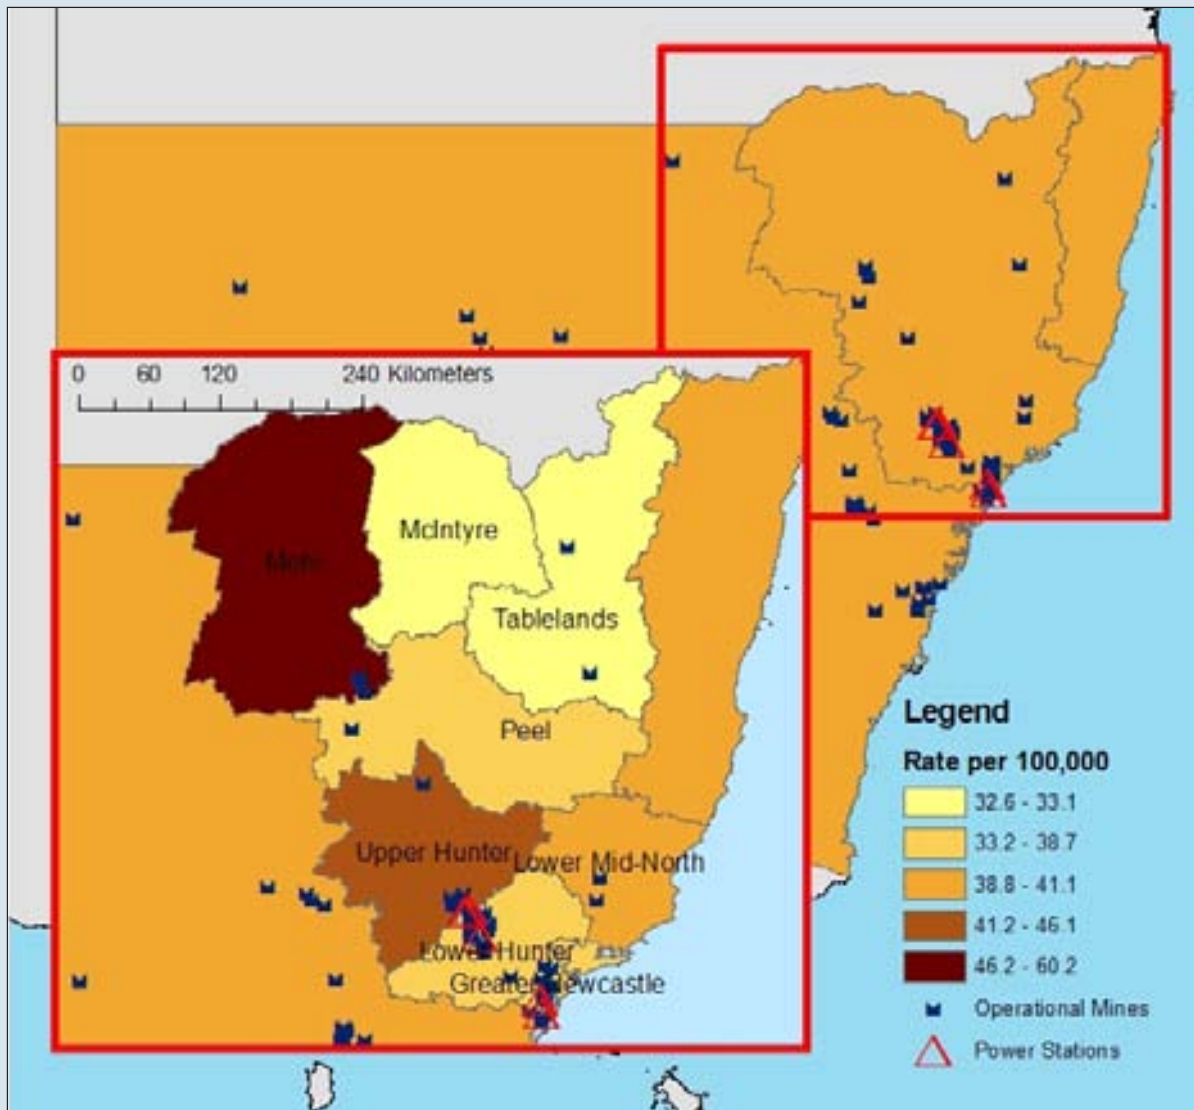 0 60 120 240 Kilometers
McIntyre
Tablelands
Peel
Upper Hunter
Lower Mid-North
Lower Hunter
Greater Newcastle
Legend
Rate per 100,000
32.6 - 33.1
33.2 - 38.7
38.8 - 41.1
41.2 - 46.1
46.2 - 60.2
Operational Mines
Power Stations